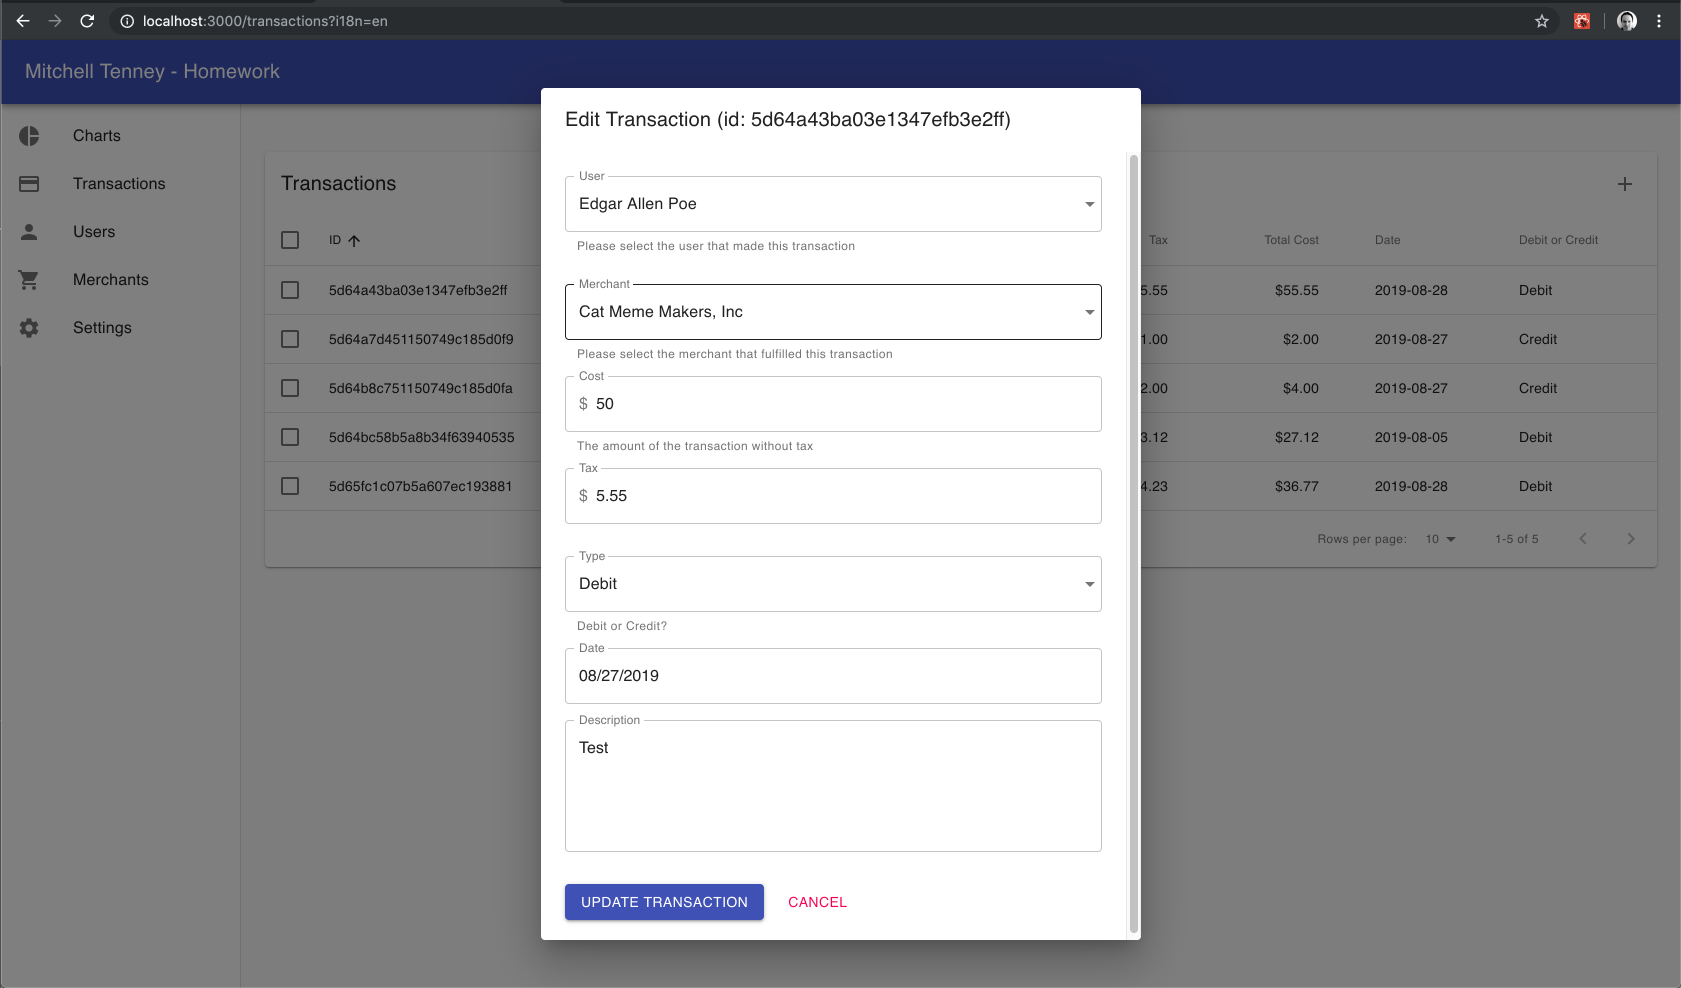 localhost:3000/transactions?i18n=en
Mitchell Tenney - Homework
Charts
Transactions
Users
Merchants
Settings
Transactions
ID Tax Total Cost Date Debit or Credit
5d64a43ba03e1347efb3e2ff 5.55 $55.55 2019-08-28 Debit
5d64a7d451150749c185d0f9 1.00 $2.00 2019-08-27 Credit
5d64b8c751150749c185d0fa 2.00 $4.00 2019-08-27 Credit
5d64bc58b5a8b34f63940535 3.12 $27.12 2019-08-05 Debit
5d65fc1c07b5a607ec193881 4.23 $36.77 2019-08-28 Debit
Rows per page: 10 1-5 of 5
Edit Transaction (id: 5d64a43ba03e1347efb3e2ff)
User
Edgar Allen Poe
Please select the user that made this transaction
Merchant
Cat Meme Makers, Inc
Please select the merchant that fulfilled this transaction
Cost
$ 50
The amount of the transaction without tax
Tax
$ 5.55
Type
Debit
Debit or Credit?
Date
08/27/2019
Description
Test
UPDATE TRANSACTION CANCEL